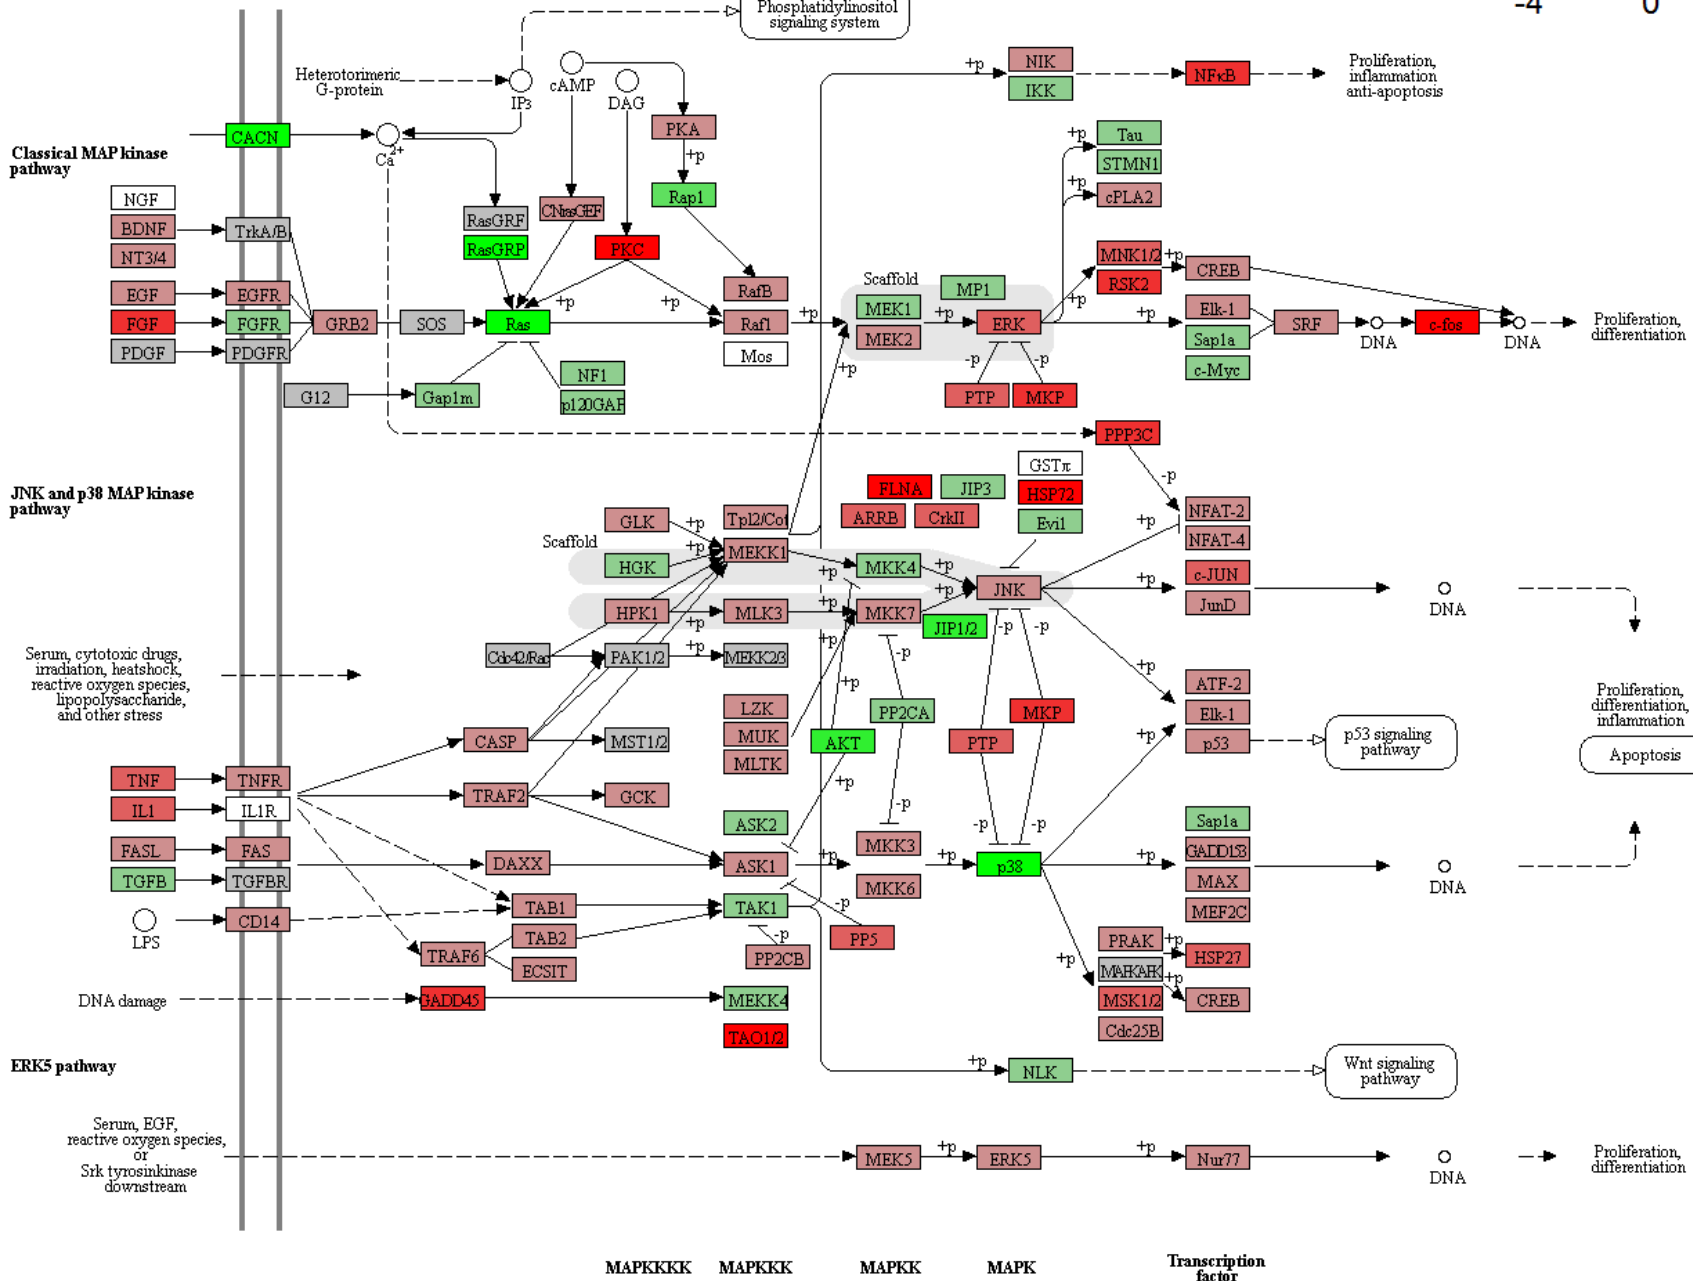 Phosphatidylinositol
signaling system
-4 0
Heterotorimeric
G-protein
IP3
cAMP
DAG
+p
NIK
IKK
NFκB
Proliferation,
inflammation
anti-apoptosis
CACN
Ca2+
PKA
+p
Rap1
+p
Tau
STMN1
+p
cPLA2
Classical MAP kinase
pathway
NGF
BDNF
NT3/4
TrkA/B
RasGRF
RasGRP
CNrasGEF
PKC
MNK1/2
RSK2
+p
CREB
EGF
FGF
PDGF
EGFR
FGFR
PDGFR
GRB2
SOS
Ras
+p
+p
RafB
Raf1
Mos
+p
Scaffold
MEK1
MEK2
MP1
+p
ERK
+p
+p
Elk-1
Sap1a
c-Myc
SRF
DNA
c-fos
DNA
Proliferation,
differentiation
G12
Gap1m
NF1
p120GAP
+p
-p
-p
PTP
MKP
PPP3C
-p
JNK and p38 MAP kinase
pathway
FLNA
JIP3
GSTπ
HSP72
Evi1
ARRB
CrkII
NFAT-2
NFAT-4
+p
GLK
+p
Tpl2/Cot
Scaffold
HGK
+p
MEKK1
+p
MKK4
+p
JNK
+p
c-JUN
JunD
DNA
HPK1
+p
MLK3
+p
MKK7
+p
JIP1/2
-p
-p
Serum, cytotoxic drugs,
irradiation, heatshock,
reactive oxygen species,
lipopolysaccharide,
and other stress
Cdc42/Rac
PAK1/2
+p
MEKK2/3
+p
-p
+p
+p
ATF-2
Elk-1
p53
p53 signaling
pathway
Proliferation,
differentiation,
inflammation
Apoptosis
LZK
MUK
MLTK
PP2CA
AKT
PTP
MKP
+p
CASP
MST1/2
TNF
IL1
TNFR
IL1R
TRAF2
GCK
+p
-p
-p
-p
ASK2
FASL
TGFB
FAS
TGFBR
DAXX
ASK1
+p
MKK3
MKK6
+p
p38
+p
Sap1a
GADD153
MAX
MEF2C
DNA
LPS
CD14
TAB1
TAK1
-p
PP5
TRAF6
TAB2
ECSIT
-p
PP2CB
+p
PRAK
MAPKAPK
MSK1/2
Cdc25B
+p
+p
HSP27
CREB
DNA damage
GADD45
MEKK4
TAO1/2
ERK5 pathway
+p
NLK
Wnt signaling
pathway
Serum, EGF,
reactive oxygen species,
or
Srk tyrosinkinase
downstream
MEK5
+p
ERK5
+p
Nur77
DNA
Proliferation,
differentiation
MAPKKKK
MAPKKK
MAPKK
MAPK
Transcription
factor